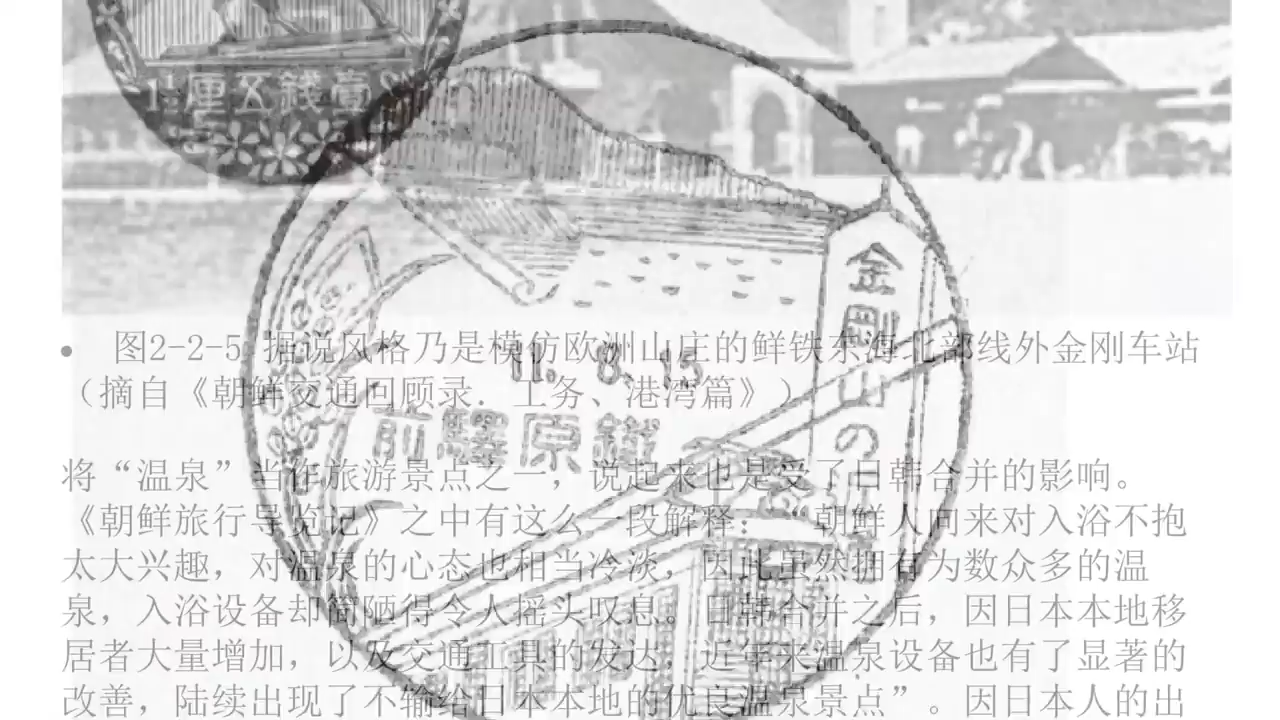 壹錢五厘
金剛山の近
11. 8. 15
前驛原鐵
图2-2-5 据说风格乃是模仿欧洲山庄的鲜铁东海北部线外金刚车站
（摘自《朝鲜交通回顾录．工务、港湾篇》）
将“温泉”当作旅游景点之一，说起来也是受了日韩合并的影响。
《朝鲜旅行导览记》之中有这么一段解释：“朝鲜人向来对入浴不抱
太大兴趣，对温泉的心态也相当冷淡，因此虽然拥有为数众多的温
泉，入浴设备却简陋得令人摇头叹息。日韩合并之后，因日本本地移
居者大量增加，以及交通工具的发达，近年来温泉设备也有了显著的
改善，陆续出现了不输给日本本地的优良温泉景点”。因日本人的出